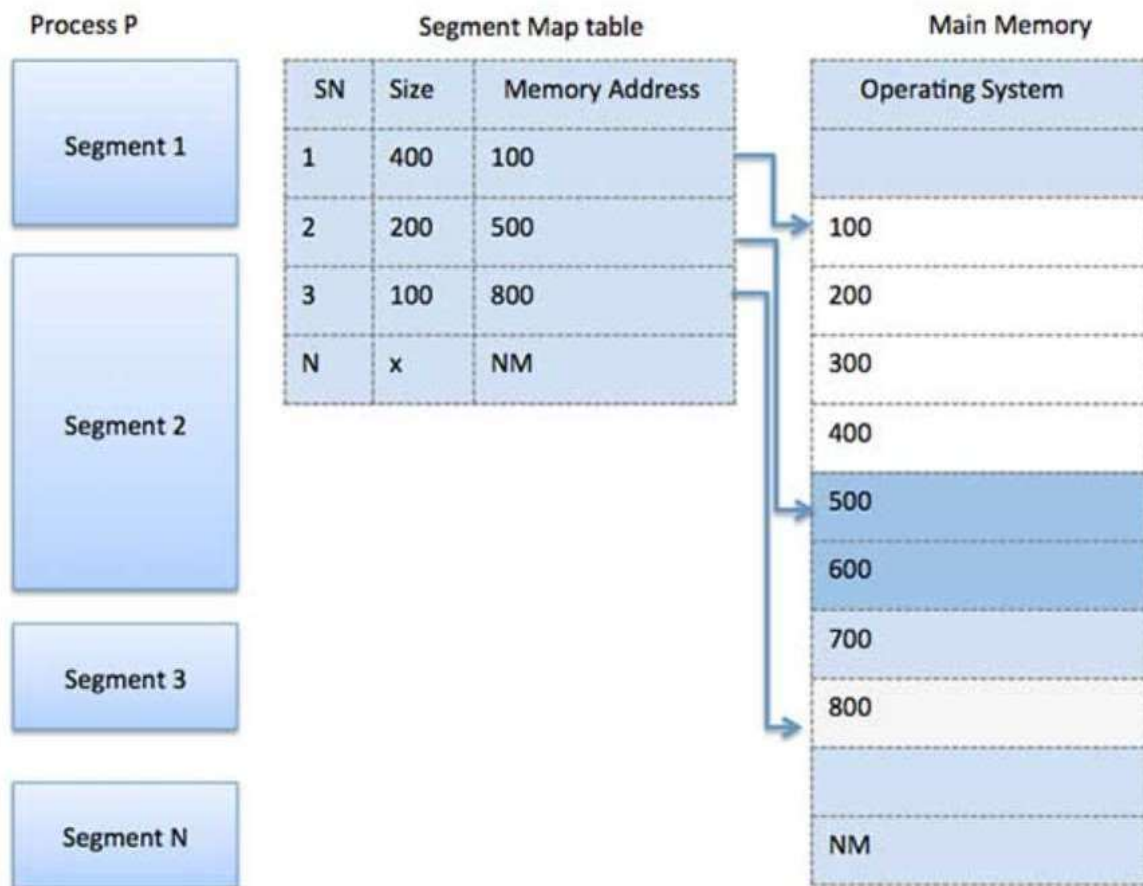 Process P
Segment 1
Segment 2
Segment 3
Segment N
Segment Map table
SN Size Memory Address
1 400 100
2 200 500
3 100 800
N x NM
Main Memory
Operating System
100
200
300
400
500
600
700
800
NM